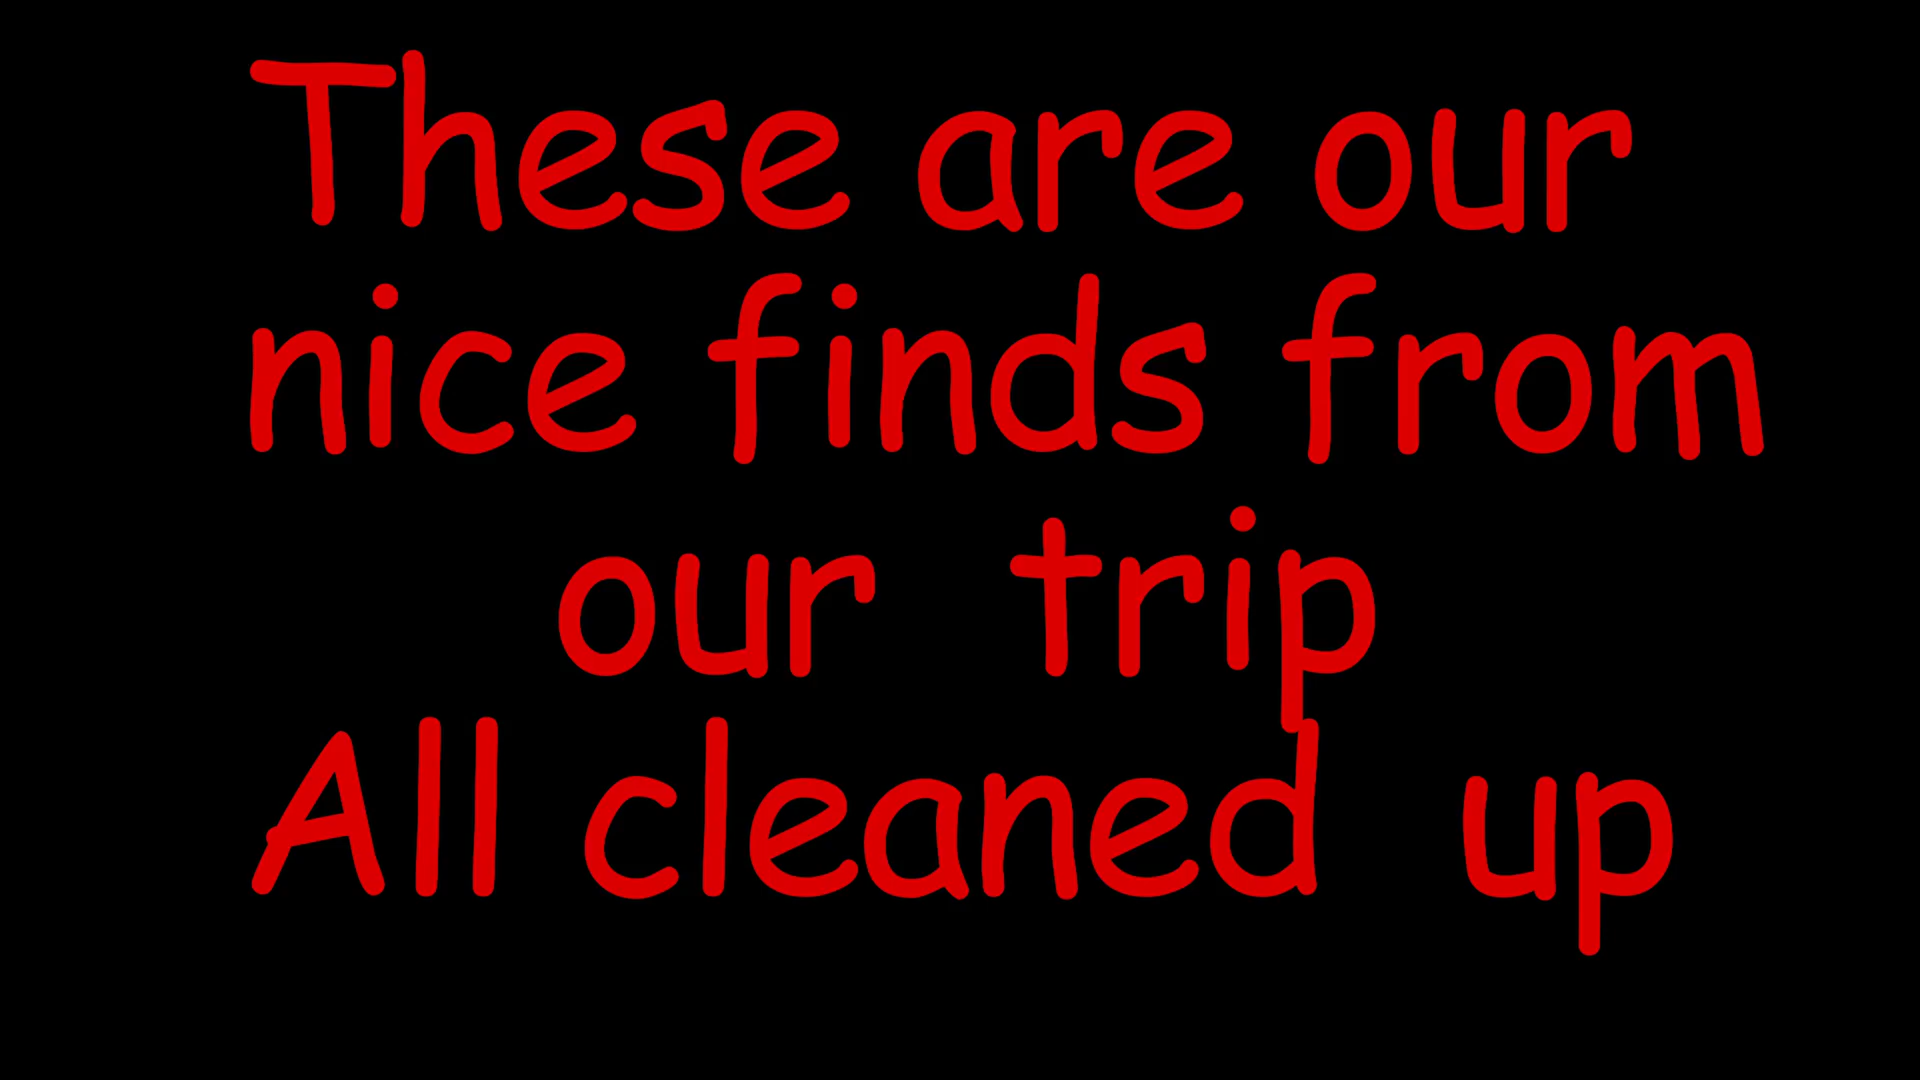 These are our
nice finds from
our trip
All cleaned up